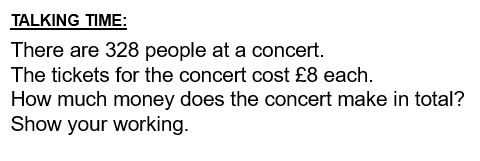 TALKING TIME:
There are 328 people at a concert.
The tickets for the concert cost £8 each.
How much money does the concert make in total?
Show your working.